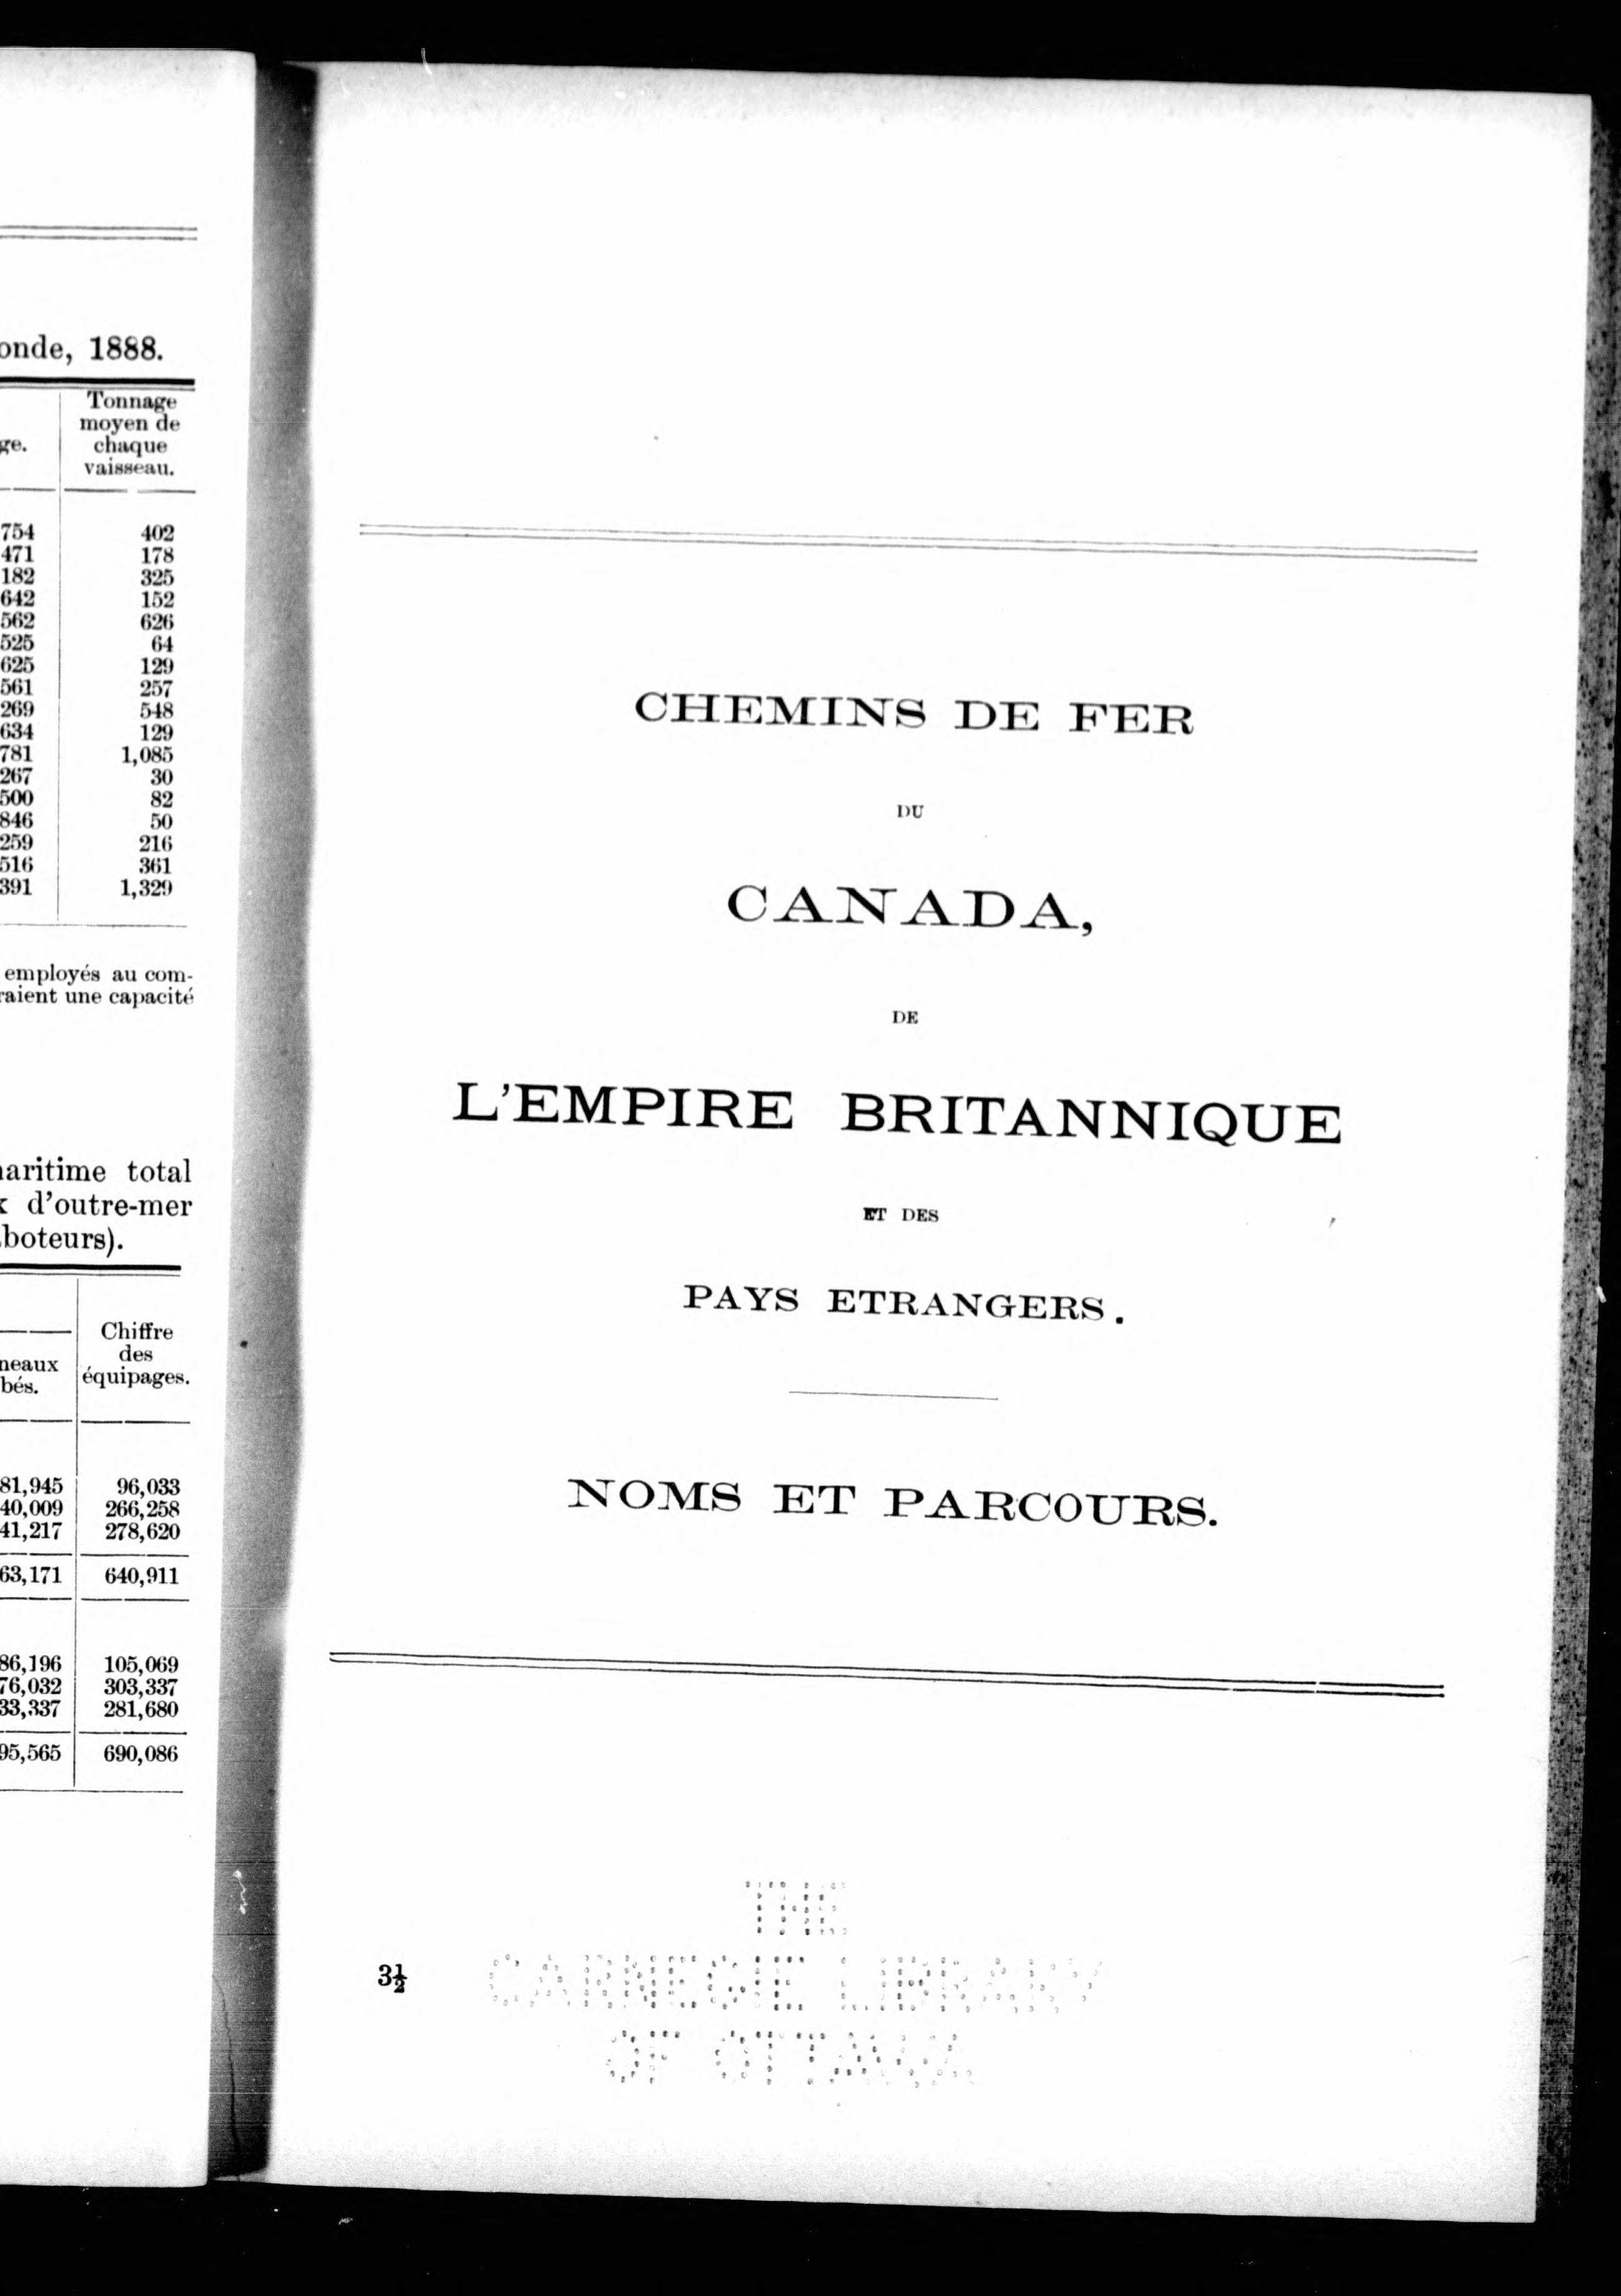 onde, 1888.
ge.
Tonnage
moyen de
chaque
vaisseau.
754 402
471 178
182 325
642 152
562 626
525 64
625 129
561 257
269 548
634 129
781 1,085
267 30
500 82
846 50
259 216
516 361
391 1,329
employés au com-
raient une capacité
aritime total
d'outre-mer
boteurs).
neaux
bés.
Chiffre
des
équipages.
81,945 96,033
40,009 266,258
41,217 278,620
63,171 640,911
86,196 105,069
76,032 303,337
33,337 281,680
95,565 690,086
CHEMINS DE FER
DU
CANADA,
DE
L'EMPIRE BRITANNIQUE
ET DES
PAYS ETRANGERS.
NOMS ET PARCOURS.
3½
THE
CARNEGIE LIBRARY
OF OTTAWA.